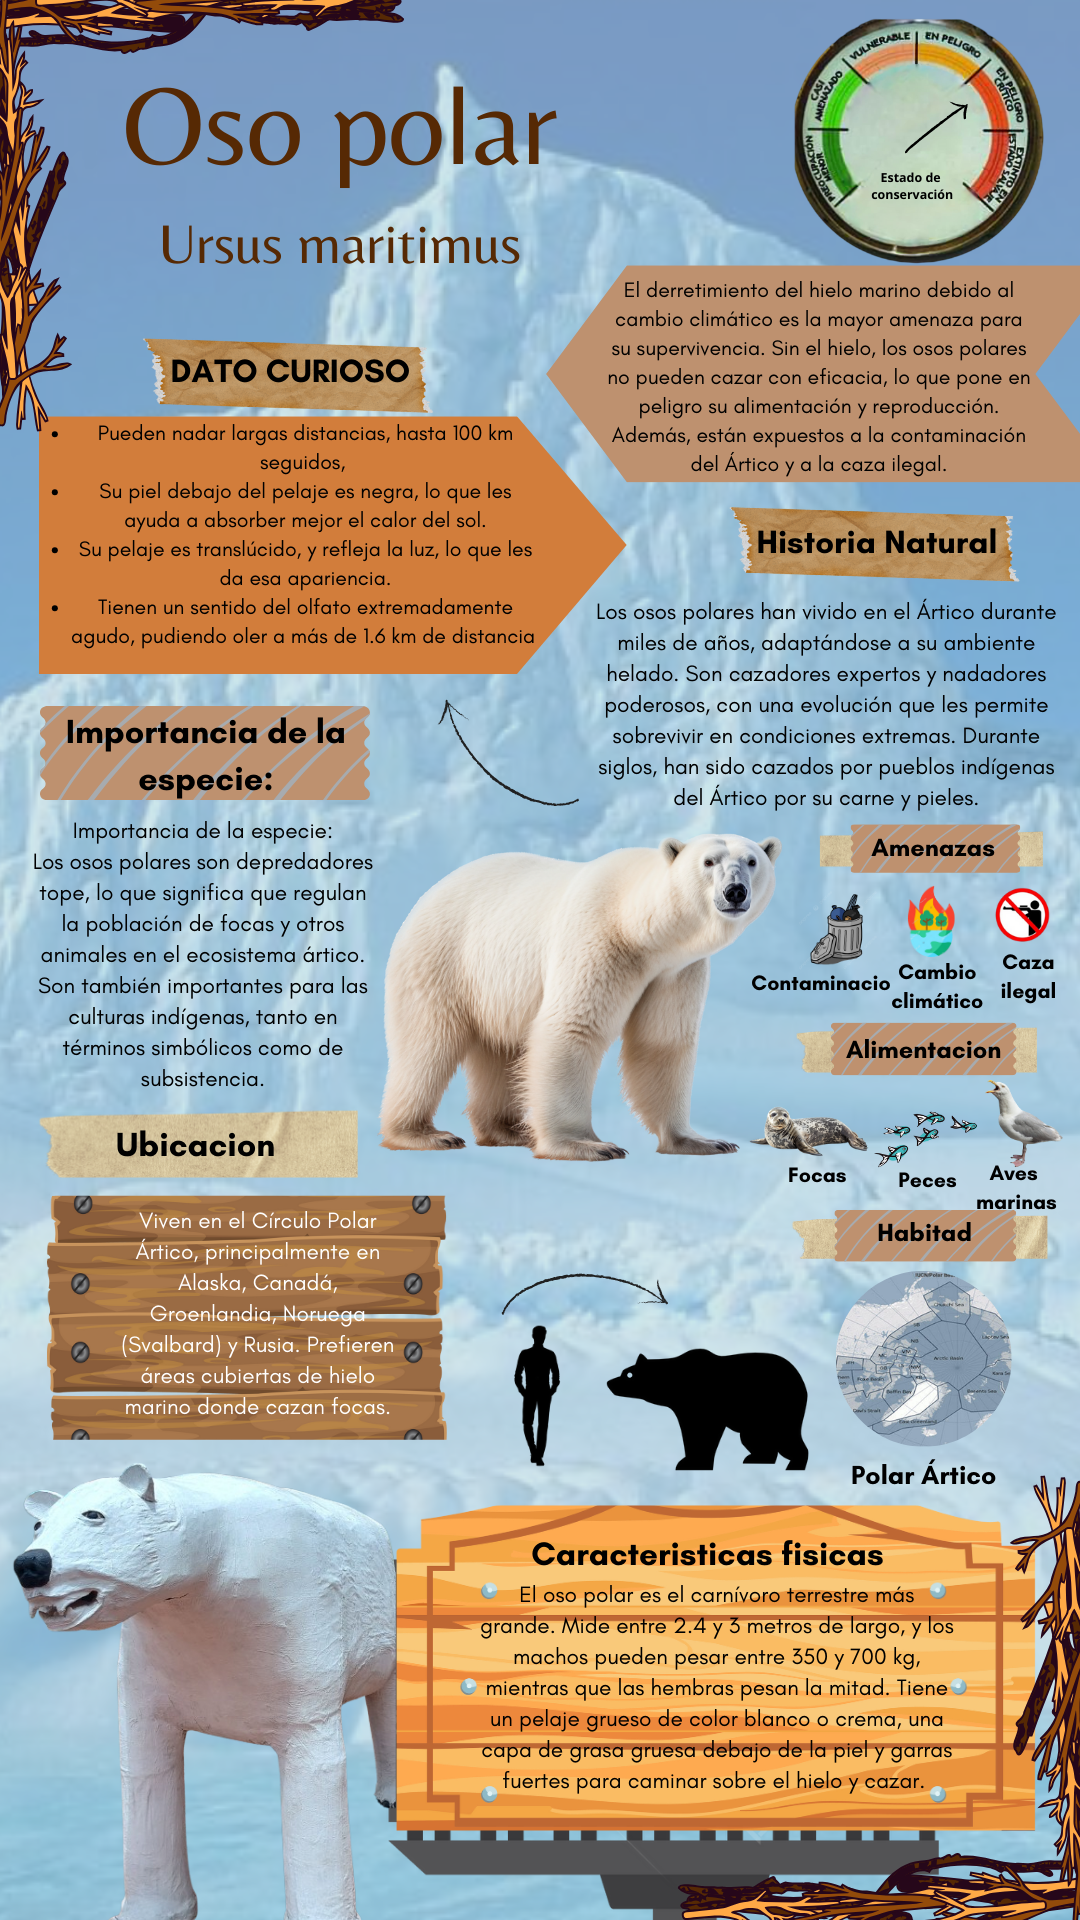 Oso polar
Ursus maritimus
PREOCUPACIÓN
MENOR
CASI
AMENAZADO
VULNERABLE
EN PELIGRO
EN PELIGRO
CRÍTICO
EXTINTO EN
ESTADO SALVAJE
Estado de
conservación
El derretimiento del hielo marino debido al
cambio climático es la mayor amenaza para
su supervivencia. Sin el hielo, los osos polares
no pueden cazar con eficacia, lo que pone en
peligro su alimentación y reproducción.
Además, están expuestos a la contaminación
del Ártico y a la caza ilegal.
DATO CURIOSO
• Pueden nadar largas distancias, hasta 100 km
seguidos,
• Su piel debajo del pelaje es negra, lo que les
ayuda a absorber mejor el calor del sol.
• Su pelaje es translúcido, y refleja la luz, lo que les
da esa apariencia.
• Tienen un sentido del olfato extremadamente
agudo, pudiendo oler a más de 1.6 km de distancia
Historia Natural
Los osos polares han vivido en el Ártico durante
miles de años, adaptándose a su ambiente
helado. Son cazadores expertos y nadadores
poderosos, con una evolución que les permite
sobrevivir en condiciones extremas. Durante
siglos, han sido cazados por pueblos indígenas
del Ártico por su carne y pieles.
Importancia de la
especie:
Importancia de la especie:
Los osos polares son depredadores
tope, lo que significa que regulan
la población de focas y otros
animales en el ecosistema ártico.
Son también importantes para las
culturas indígenas, tanto en
términos simbólicos como de
subsistencia.
Amenazas
Contaminacio
Cambio
climático
Caza
ilegal
Alimentacion
Focas
Peces
Aves
marinas
Ubicacion
Viven en el Círculo Polar
Ártico, principalmente en
Alaska, Canadá,
Groenlandia, Noruega
(Svalbard) y Rusia. Prefieren
áreas cubiertas de hielo
marino donde cazan focas.
Habitad
Chukchi Sea
Laptev Sea
Arctic Basin
Kara Se
Barents Sea
East Greenland
Baffin Bay
Davis Strait
Polar Ártico
Caracteristicas fisicas
El oso polar es el carnívoro terrestre más
grande. Mide entre 2.4 y 3 metros de largo, y los
machos pueden pesar entre 350 y 700 kg,
mientras que las hembras pesan la mitad. Tiene
un pelaje grueso de color blanco o crema, una
capa de grasa gruesa debajo de la piel y garras
fuertes para caminar sobre el hielo y cazar.